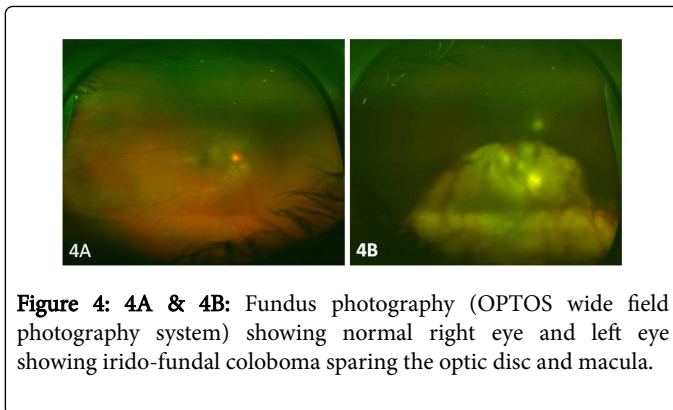 4A
4B
Figure 4: 4A & 4B: Fundus photography (OPTOS wide field
photography system) showing normal right eye and left eye
showing irido-fundal coloboma sparing the optic disc and macula.